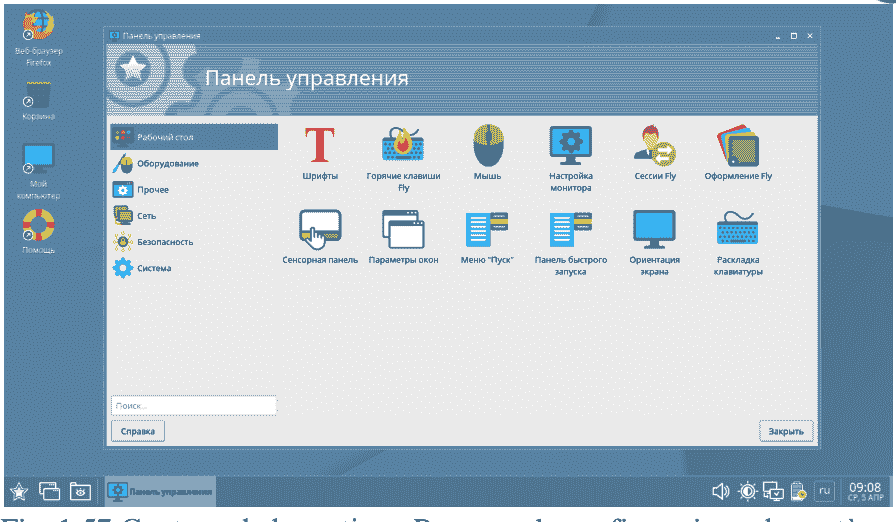 Веб-браузер
Firefox
Корзина
Мой
компьютер
Помощь
Панель управления
Панель управления
Рабочий стол
Оборудование
Прочее
Сеть
Безопасность
Система
Шрифты
Горячие клавиши
Fly
Мышь
Настройка
монитора
Сессии Fly
Оформление Fly
Сенсорная панель
Параметры окон
Меню "Пуск"
Панель быстрого
запуска
Ориентация
экрана
Раскладка
клавиатуры
Поиск...
Справка
Закрыть
Панель управления
ru
09:08
СР, 5 АПР